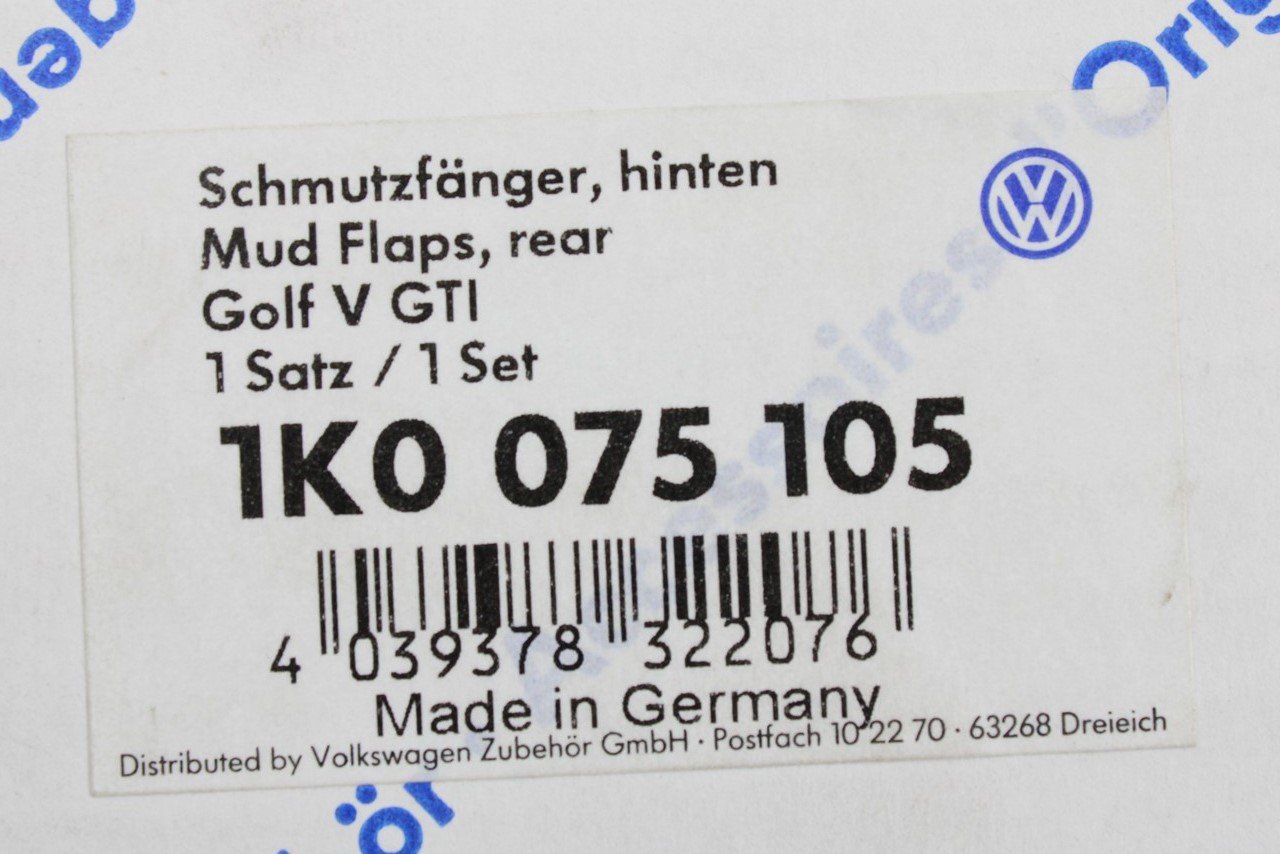 Schmutzfänger, hinten
Mud Flaps, rear
Golf V GTI
1 Satz / 1 Set
1K0 075 105
4 039378 322076
Made in Germany
Distributed by Volkswagen Zubehör GmbH · Postfach 10 22 70 · 63268 Dreieich